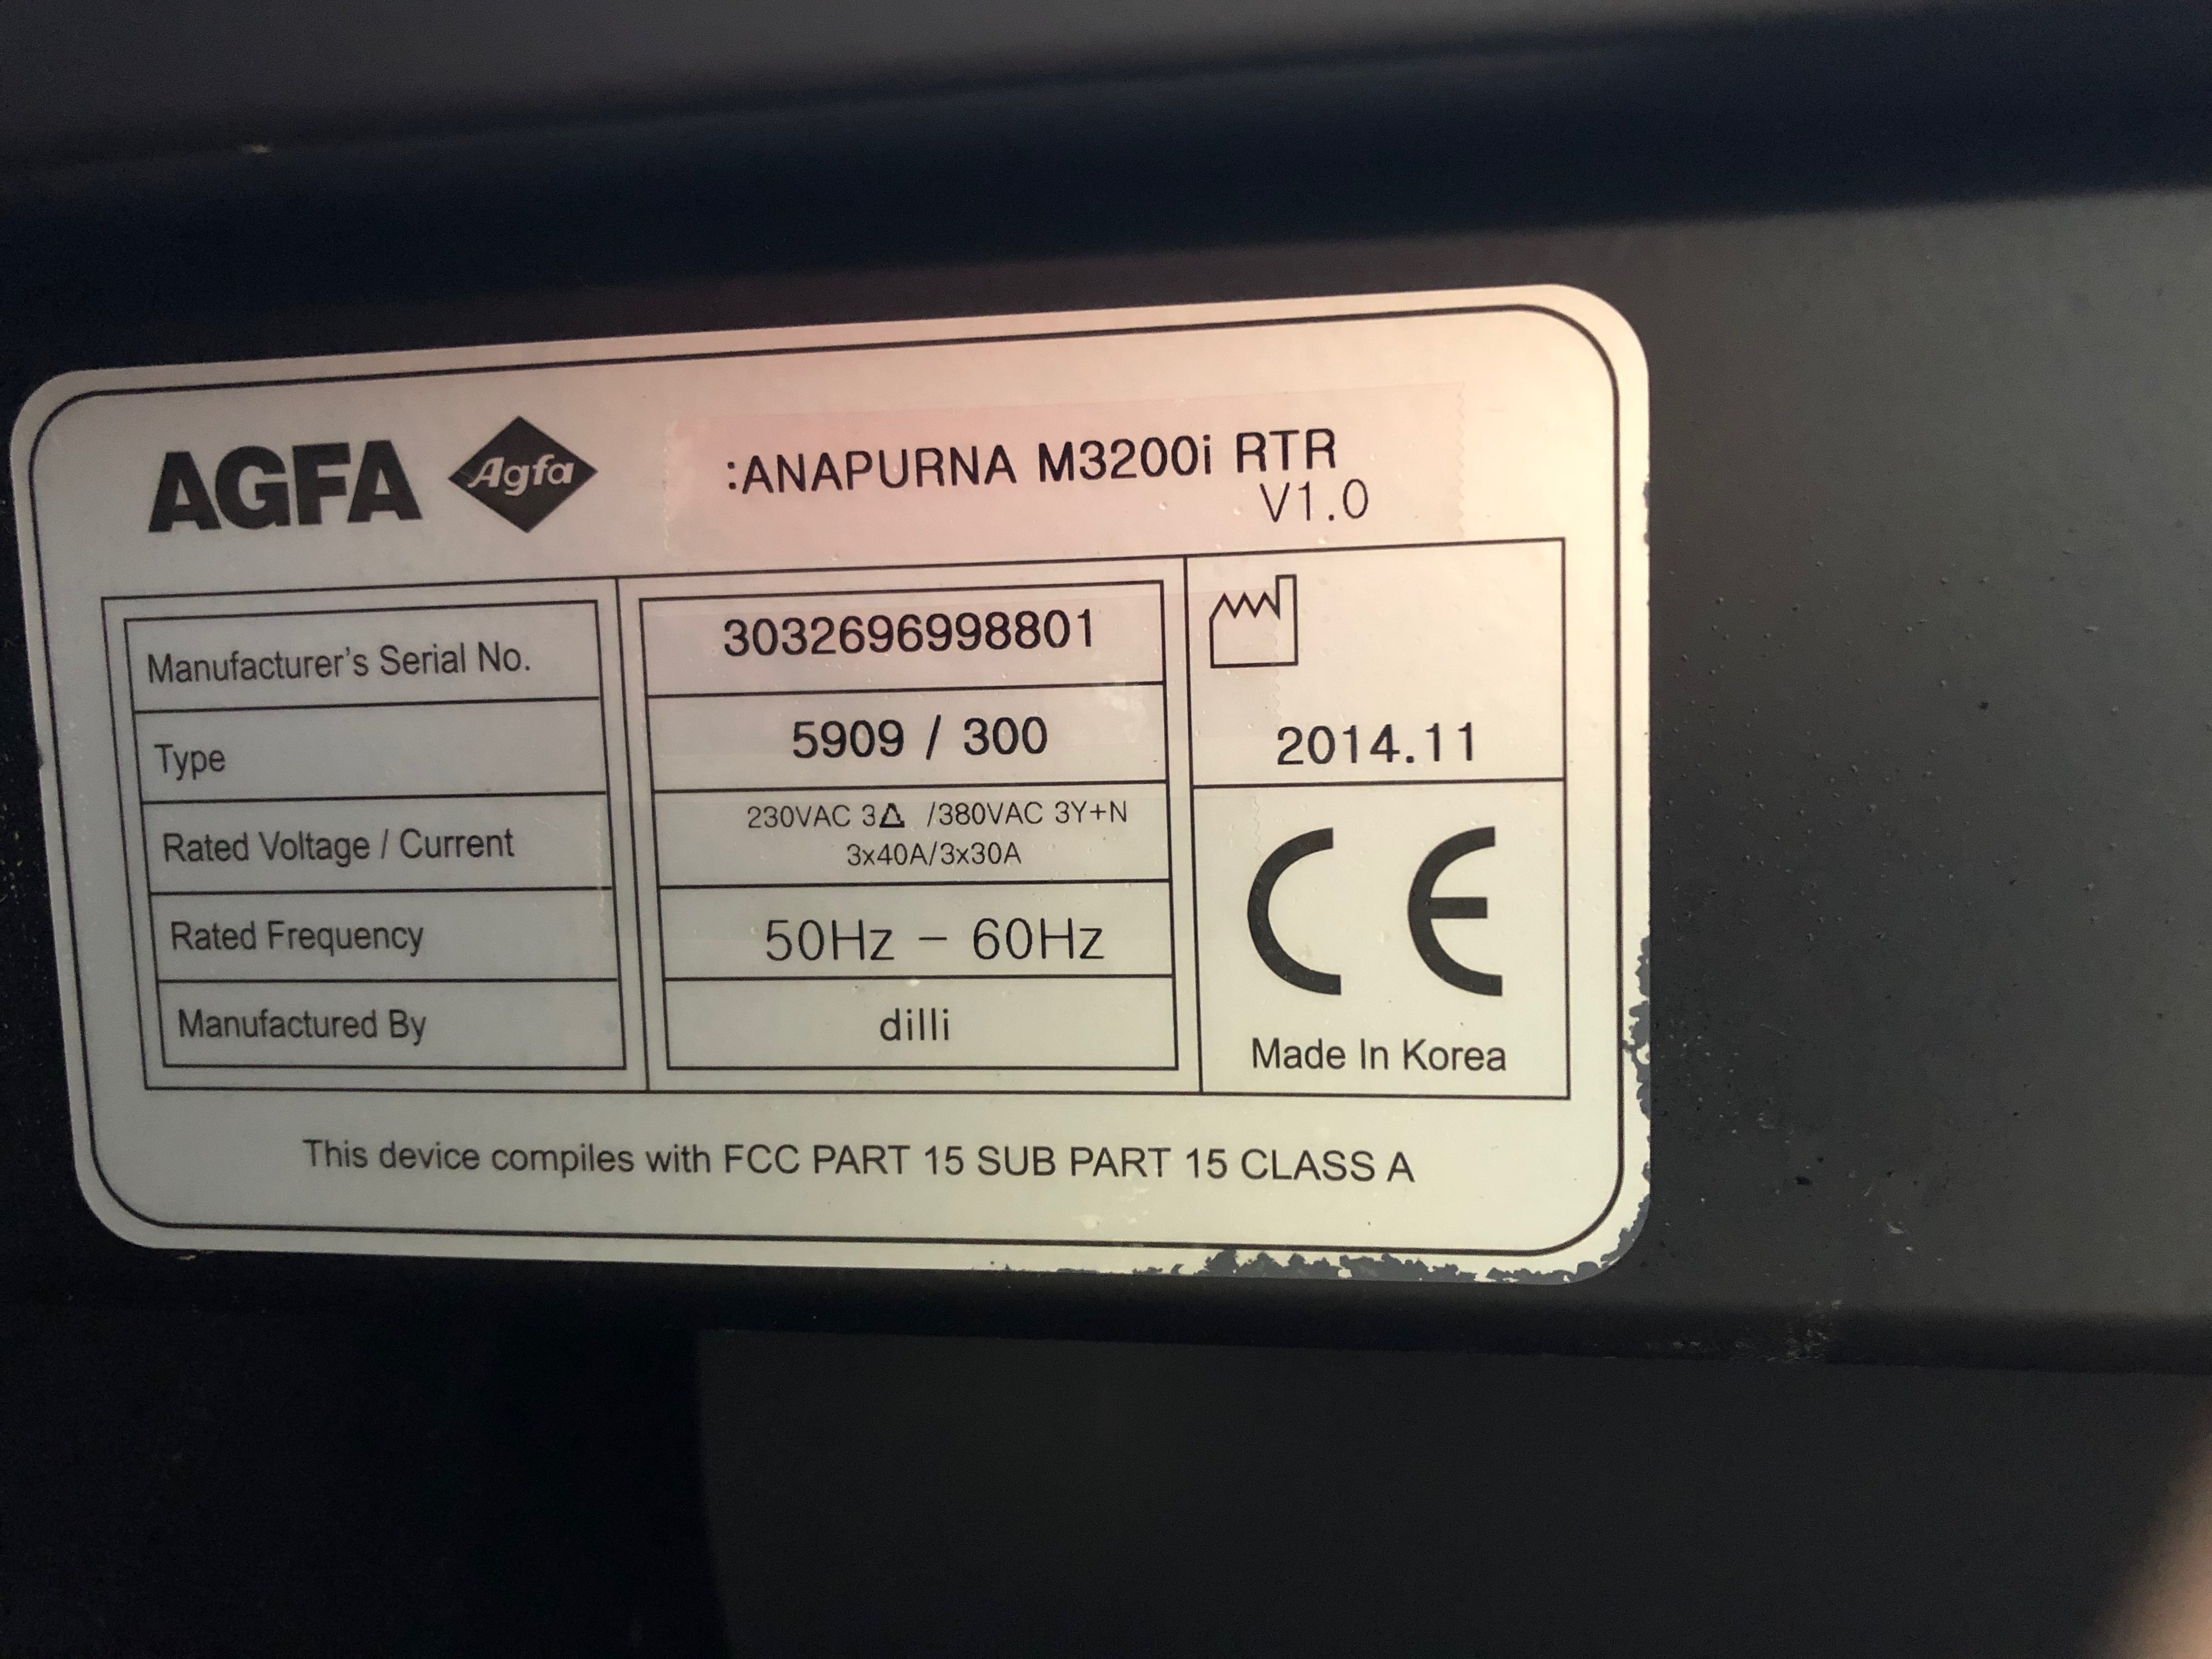 AGFA Agfa :ANAPURNA M3200i RTR
V1.0
Manufacturer's Serial No. 3032696998801
Type 5909 / 300
2014.11
Rated Voltage / Current 230VAC 3Δ /380VAC 3Y+N
3x40A/3x30A
Rated Frequency 50Hz - 60Hz
CE
Manufactured By dilli
Made In Korea
This device compiles with FCC PART 15 SUB PART 15 CLASS A